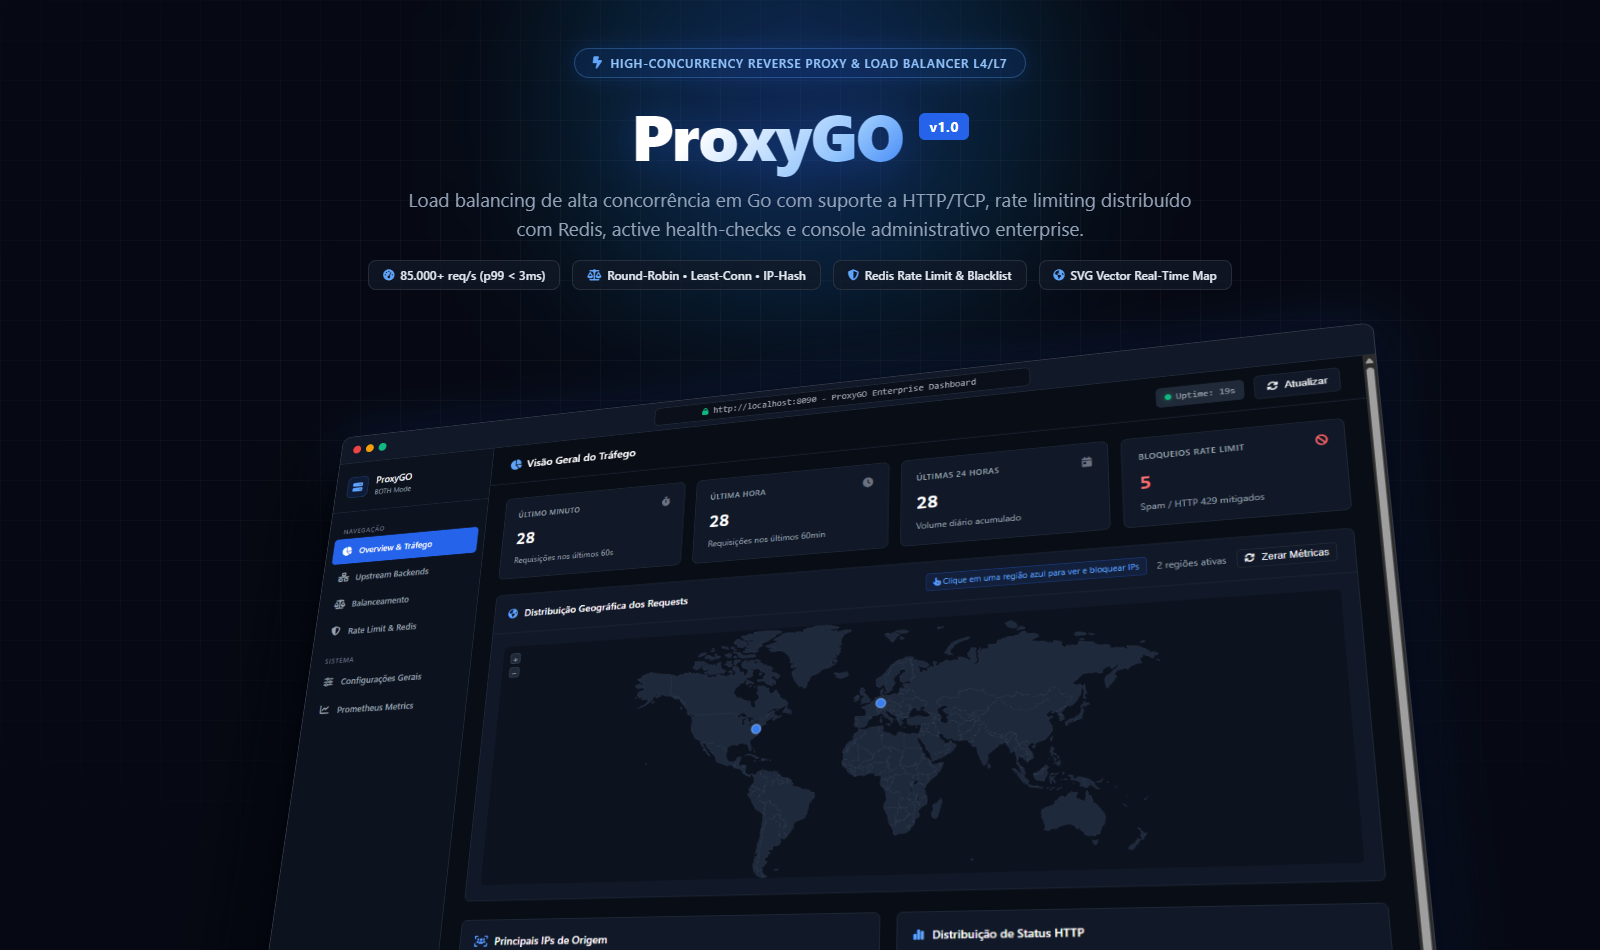 HIGH-CONCURRENCY REVERSE PROXY & LOAD BALANCER L4/L7
ProxyGO v1.0
Load balancing de alta concorrência em Go com suporte a HTTP/TCP, rate limiting distribuído
com Redis, active health-checks e console administrativo enterprise.
85.000+ req/s (p99 < 3ms)
Round-Robin • Least-Conn • IP-Hash
Redis Rate Limit & Blacklist
SVG Vector Real-Time Map
http://localhost:8090 - ProxyGO Enterprise Dashboard
ProxyGO
BOTH Mode
NAVEGAÇÃO
Overview & Tráfego
Upstream Backends
Balanceamento
Rate Limit & Redis
SISTEMA
Configurações Gerais
Prometheus Metrics
Visão Geral do Tráfego
Uptime: 19s
Atualizar
ÚLTIMO MINUTO
28
Requisições nos últimos 60s
ÚLTIMA HORA
28
Requisições nos últimos 60min
ÚLTIMAS 24 HORAS
28
Volume diário acumulado
BLOQUEIOS RATE LIMIT
5
Spam / HTTP 429 mitigados
Distribuição Geográfica dos Requests
Clique em uma região azul para ver e bloquear IPs
2 regiões ativas
Zerar Métricas
+
−
Principais IPs de Origem
Distribuição de Status HTTP